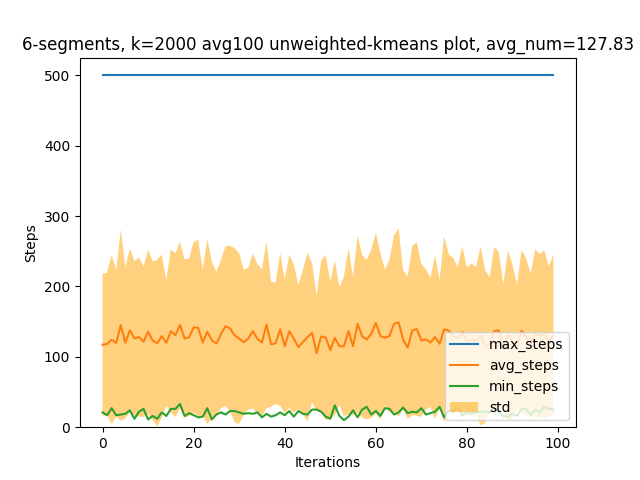 6-segments, k=2000 avg100 unweighted-kmeans plot, avg_num=127.83
500
400
300
200
100
0
Steps
0 20 40 60 80 100
Iterations
max_steps
avg_steps
min_steps
std